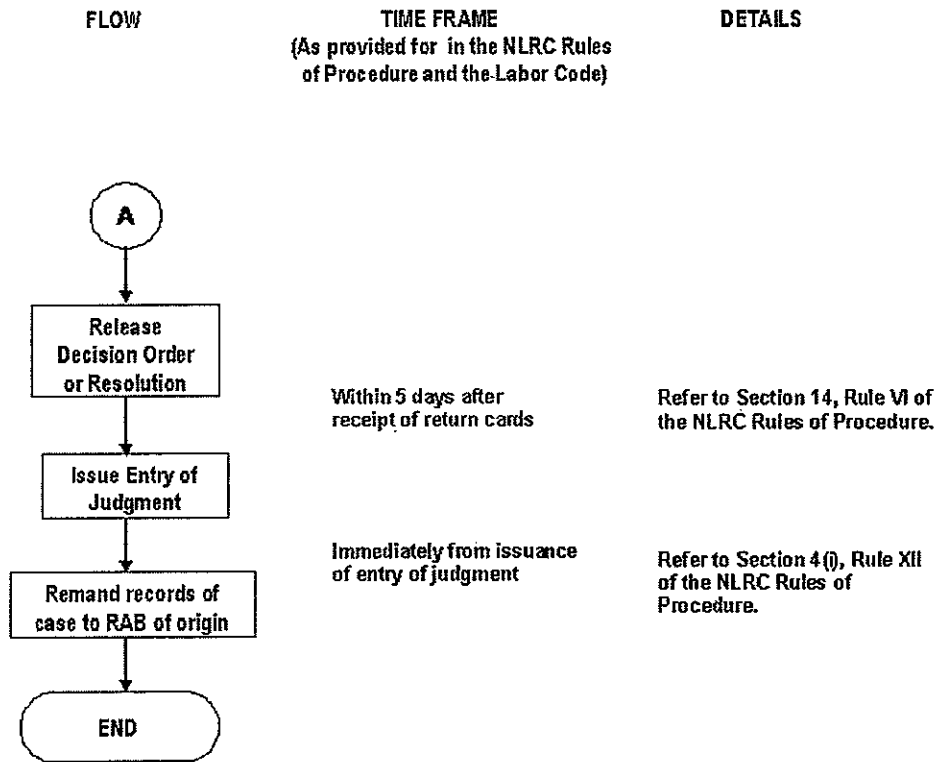 FLOW
TIME FRAME
(As provided for in the NLRC Rules
of Procedure and the Labor Code)
DETAILS
A
Release
Decision Order
or Resolution
Within 5 days after
receipt of return cards
Refer to Section 14, Rule VI of
the NLRC Rules of Procedure.
Issue Entry of
Judgment
Immediately from issuance
of entry of judgment
Refer to Section 4(i), Rule XII
of the NLRC Rules of
Procedure.
Remand records of
case to RAB of origin
END